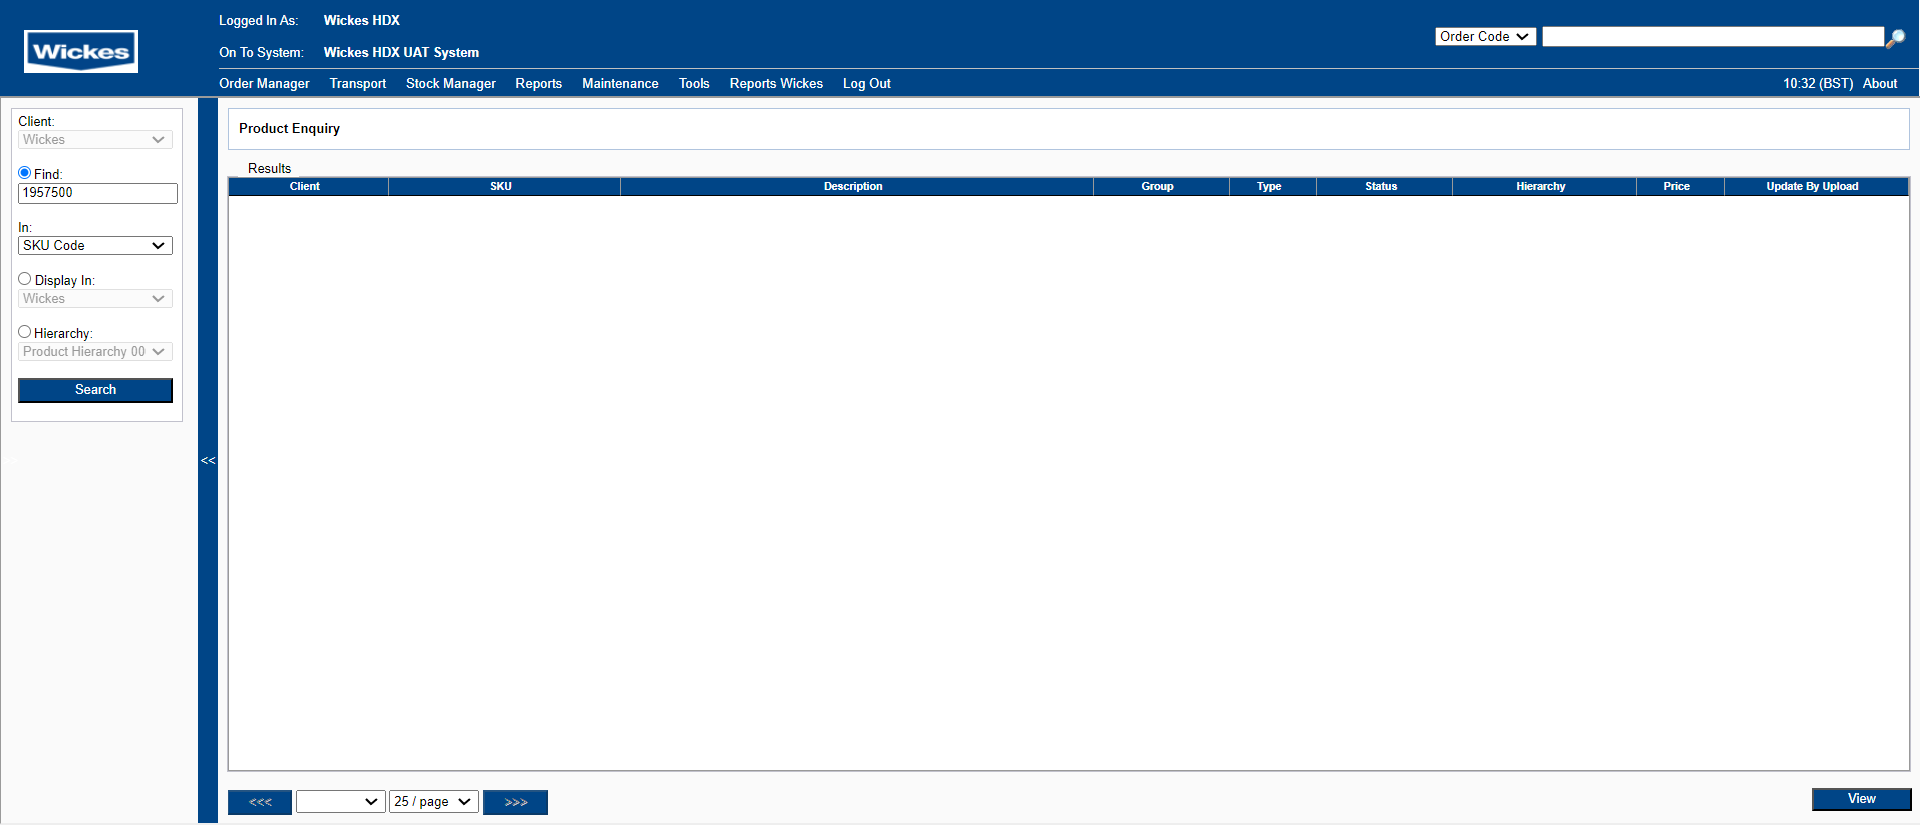 Wickes
Logged In As: Wickes HDX
On To System: Wickes HDX UAT System
Order Code
Order Manager Transport Stock Manager Reports Maintenance Tools Reports Wickes Log Out
10:32 (BST) About
Client:
Wickes
Find:
1957500
In:
SKU Code
Display In:
Wickes
Hierarchy:
Product Hierarchy 00
Search
<<
Product Enquiry
Results
Client SKU Description Group Type Status Hierarchy Price Update By Upload
<<< 25 / page >>>
View